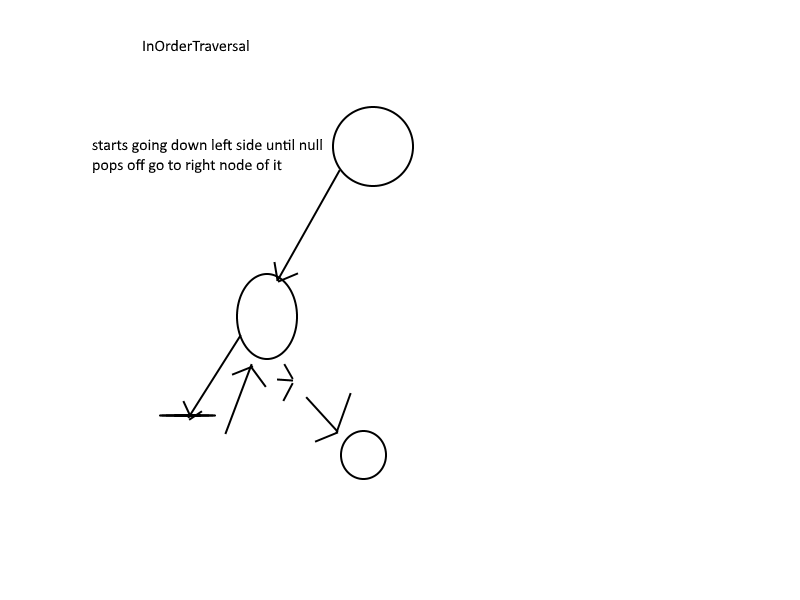 InOrderTraversal
starts going down left side until null
pops off go to right node of it